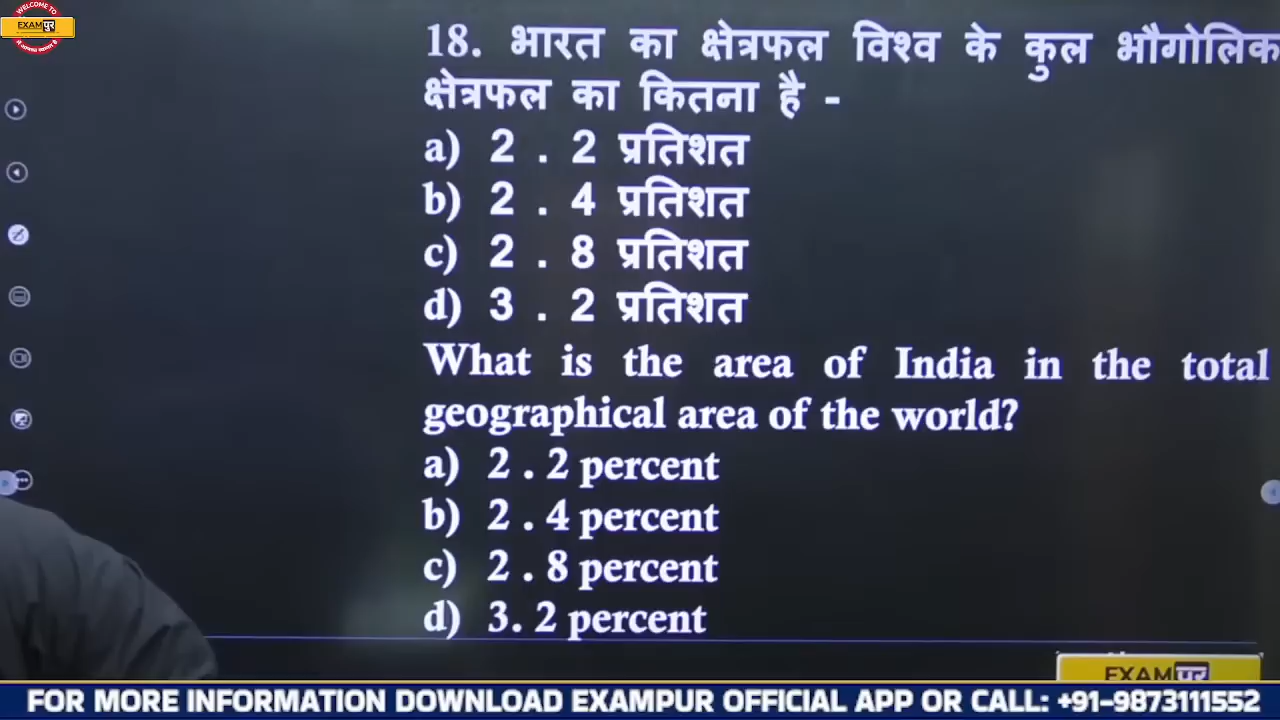 WELCOME TO
EXAMपुर
18. भारत का क्षेत्रफल विश्व के कुल भौगोलिक
क्षेत्रफल का कितना है -
a) 2 . 2 प्रतिशत
b) 2 . 4 प्रतिशत
c) 2 . 8 प्रतिशत
d) 3 . 2 प्रतिशत
What is the area of India in the total
geographical area of the world?
a) 2 . 2 percent
b) 2 . 4 percent
c) 2 . 8 percent
d) 3. 2 percent
EXAMपुर
FOR MORE INFORMATION DOWNLOAD EXAMPUR OFFICIAL APP OR CALL: +91-9873111552